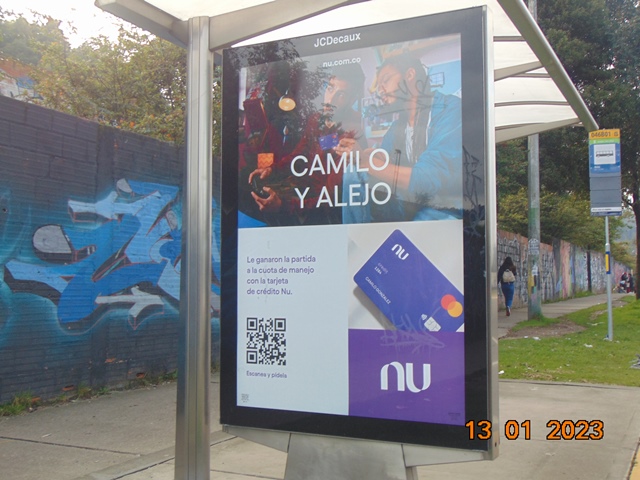 JCDecaux
nu.com.co
CAMILO
Y ALEJO
Le ganaron la partida
a la cuota de manejo
con la tarjeta
de crédito Nu.
Escanea y pídela
nu
nu
13 01 2023